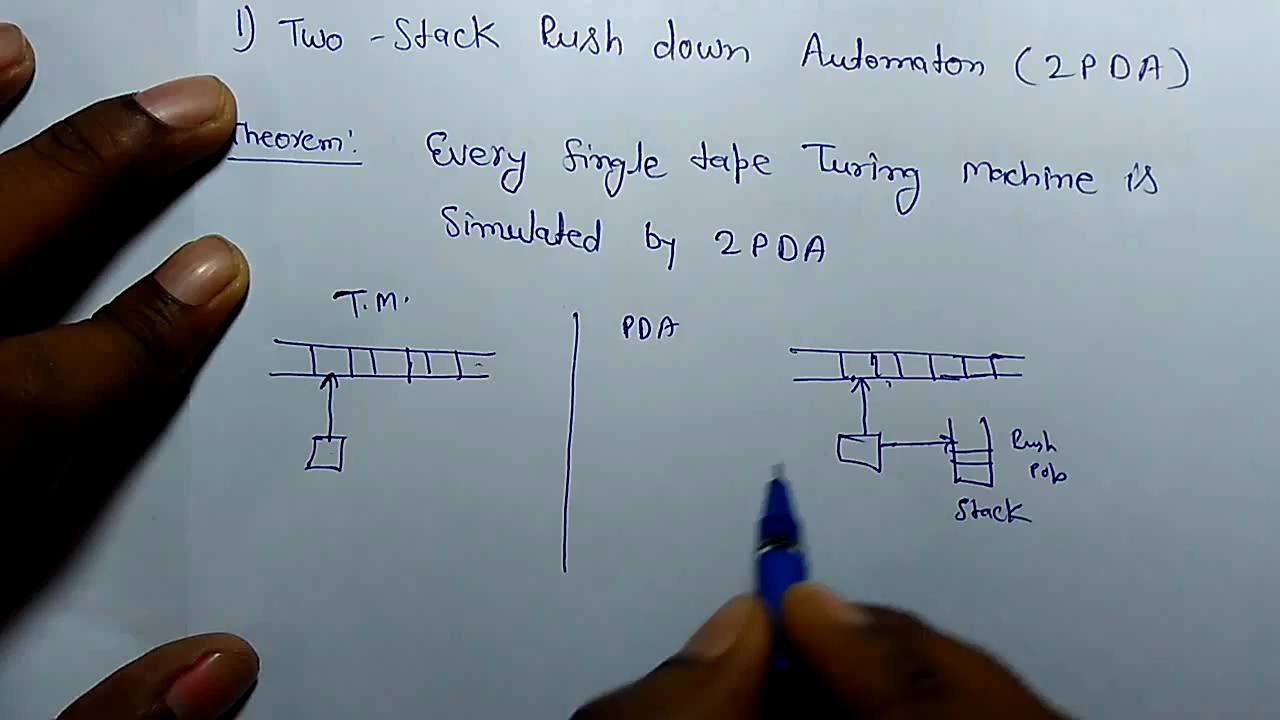 1) Two-Stack Push down Automaton (2PDA)
Theorem: Every Single tape Turing Machine is
Simulated by 2PDA
T.M.
PDA
Push
Pop
Stack